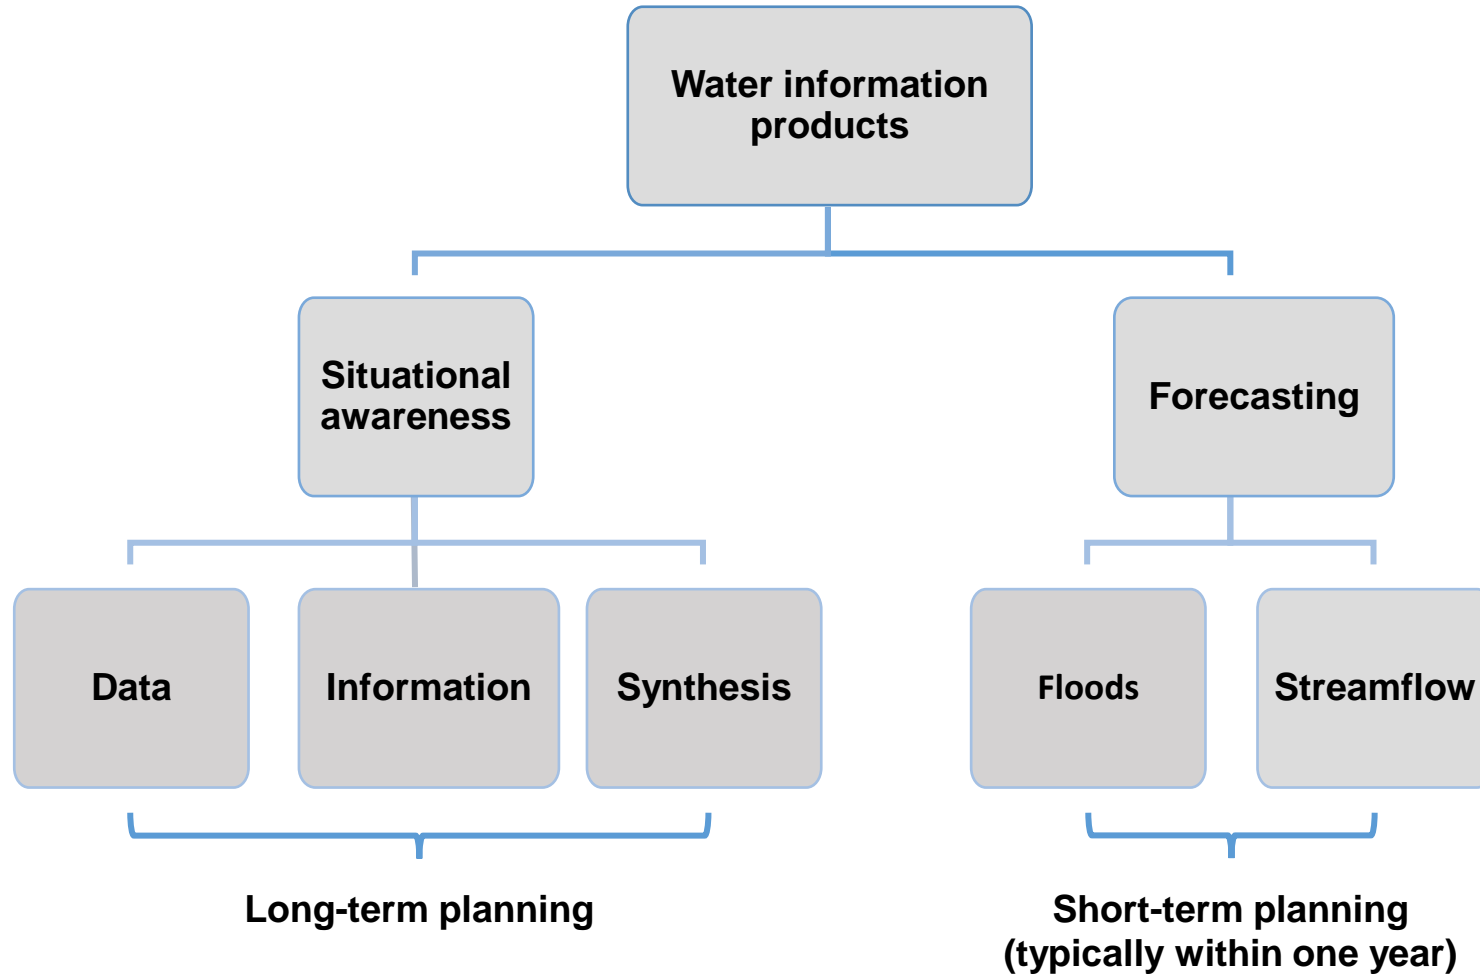 Water information
products
Situational
awareness
Forecasting
Data
Information
Synthesis
Floods
Streamflow
Long-term planning
Short-term planning
(typically within one year)